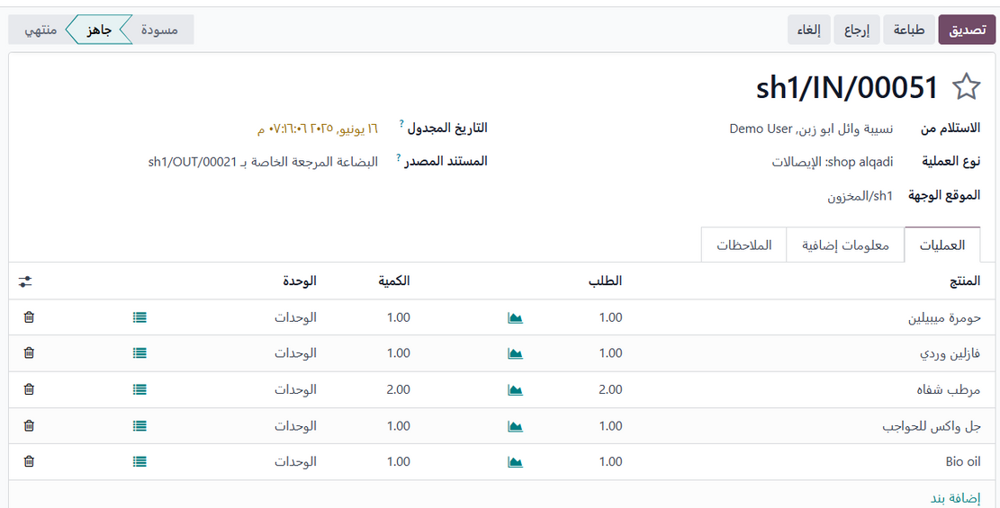 تصديق طباعة إرجاع إلغاء مسودة جاهز منتهي
sh1/IN/00051
الاستلام من نسيبة وائل ابو زبن, Demo User التاريخ المجدول ? ١٦ يونيو, ٢٠٢٥ ٠٧:١٦:٠٦ م
نوع العملية shop alqadi: الإيصالات المستند المصدر ? البضاعة المرجعة الخاصة بـ sh1/OUT/00021
الموقع الوجهة sh1/المخزون
العمليات معلومات إضافية الملاحظات
المنتج الطلب الكمية الوحدة
حومرة ميبيلين 1.00 1.00 الوحدات
فازلين وردي 1.00 1.00 الوحدات
مرطب شفاه 2.00 2.00 الوحدات
جل واكس للحواجب 1.00 1.00 الوحدات
Bio oil 1.00 1.00 الوحدات
إضافة بند